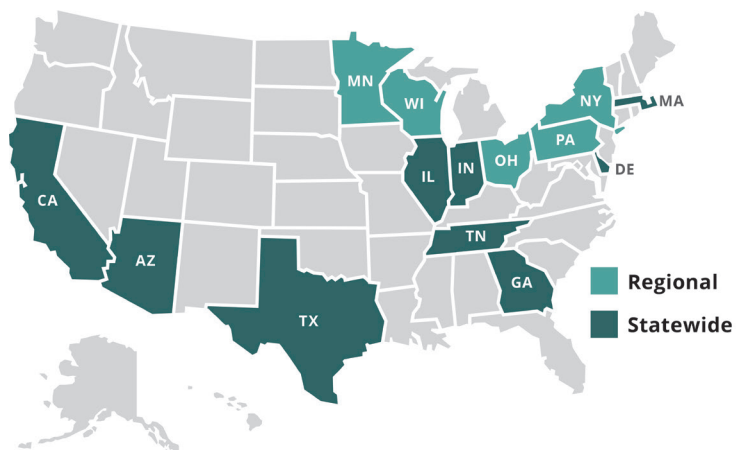 MN
WI
NY
MA
PA
OH
IL
IN
DE
CA
TN
AZ
GA
TX
Regional
Statewide